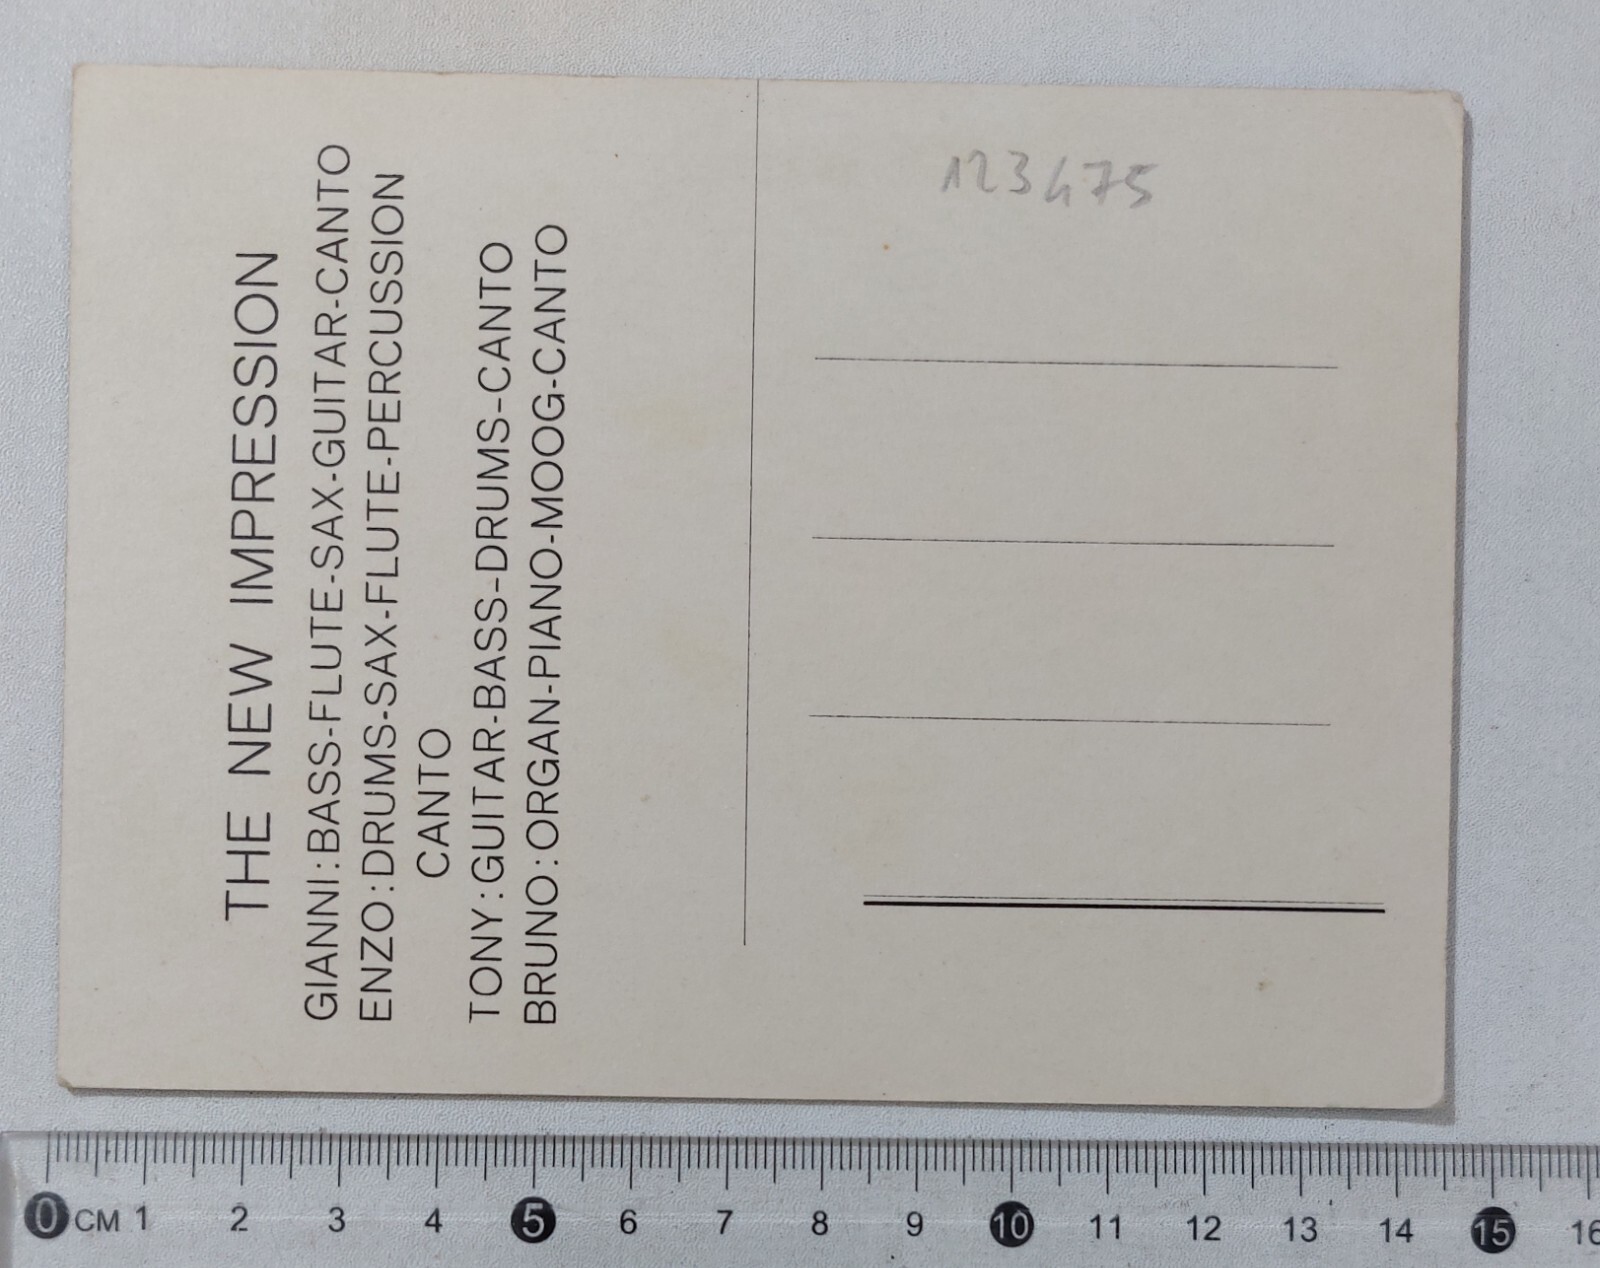 THE NEW IMPRESSION
GIANNI:BASS-FLUTE-SAX-GUITAR-CANTO
ENZO:DRUMS-SAX-FLUTE-PERCUSSION
CANTO
TONY:GUITAR-BASS-DRUMS-CANTO
BRUNO:ORGAN-PIANO-MOOG-CANTO
123475
0 CM 1 2 3 4 5 6 7 8 9 10 11 12 13 14 15 16